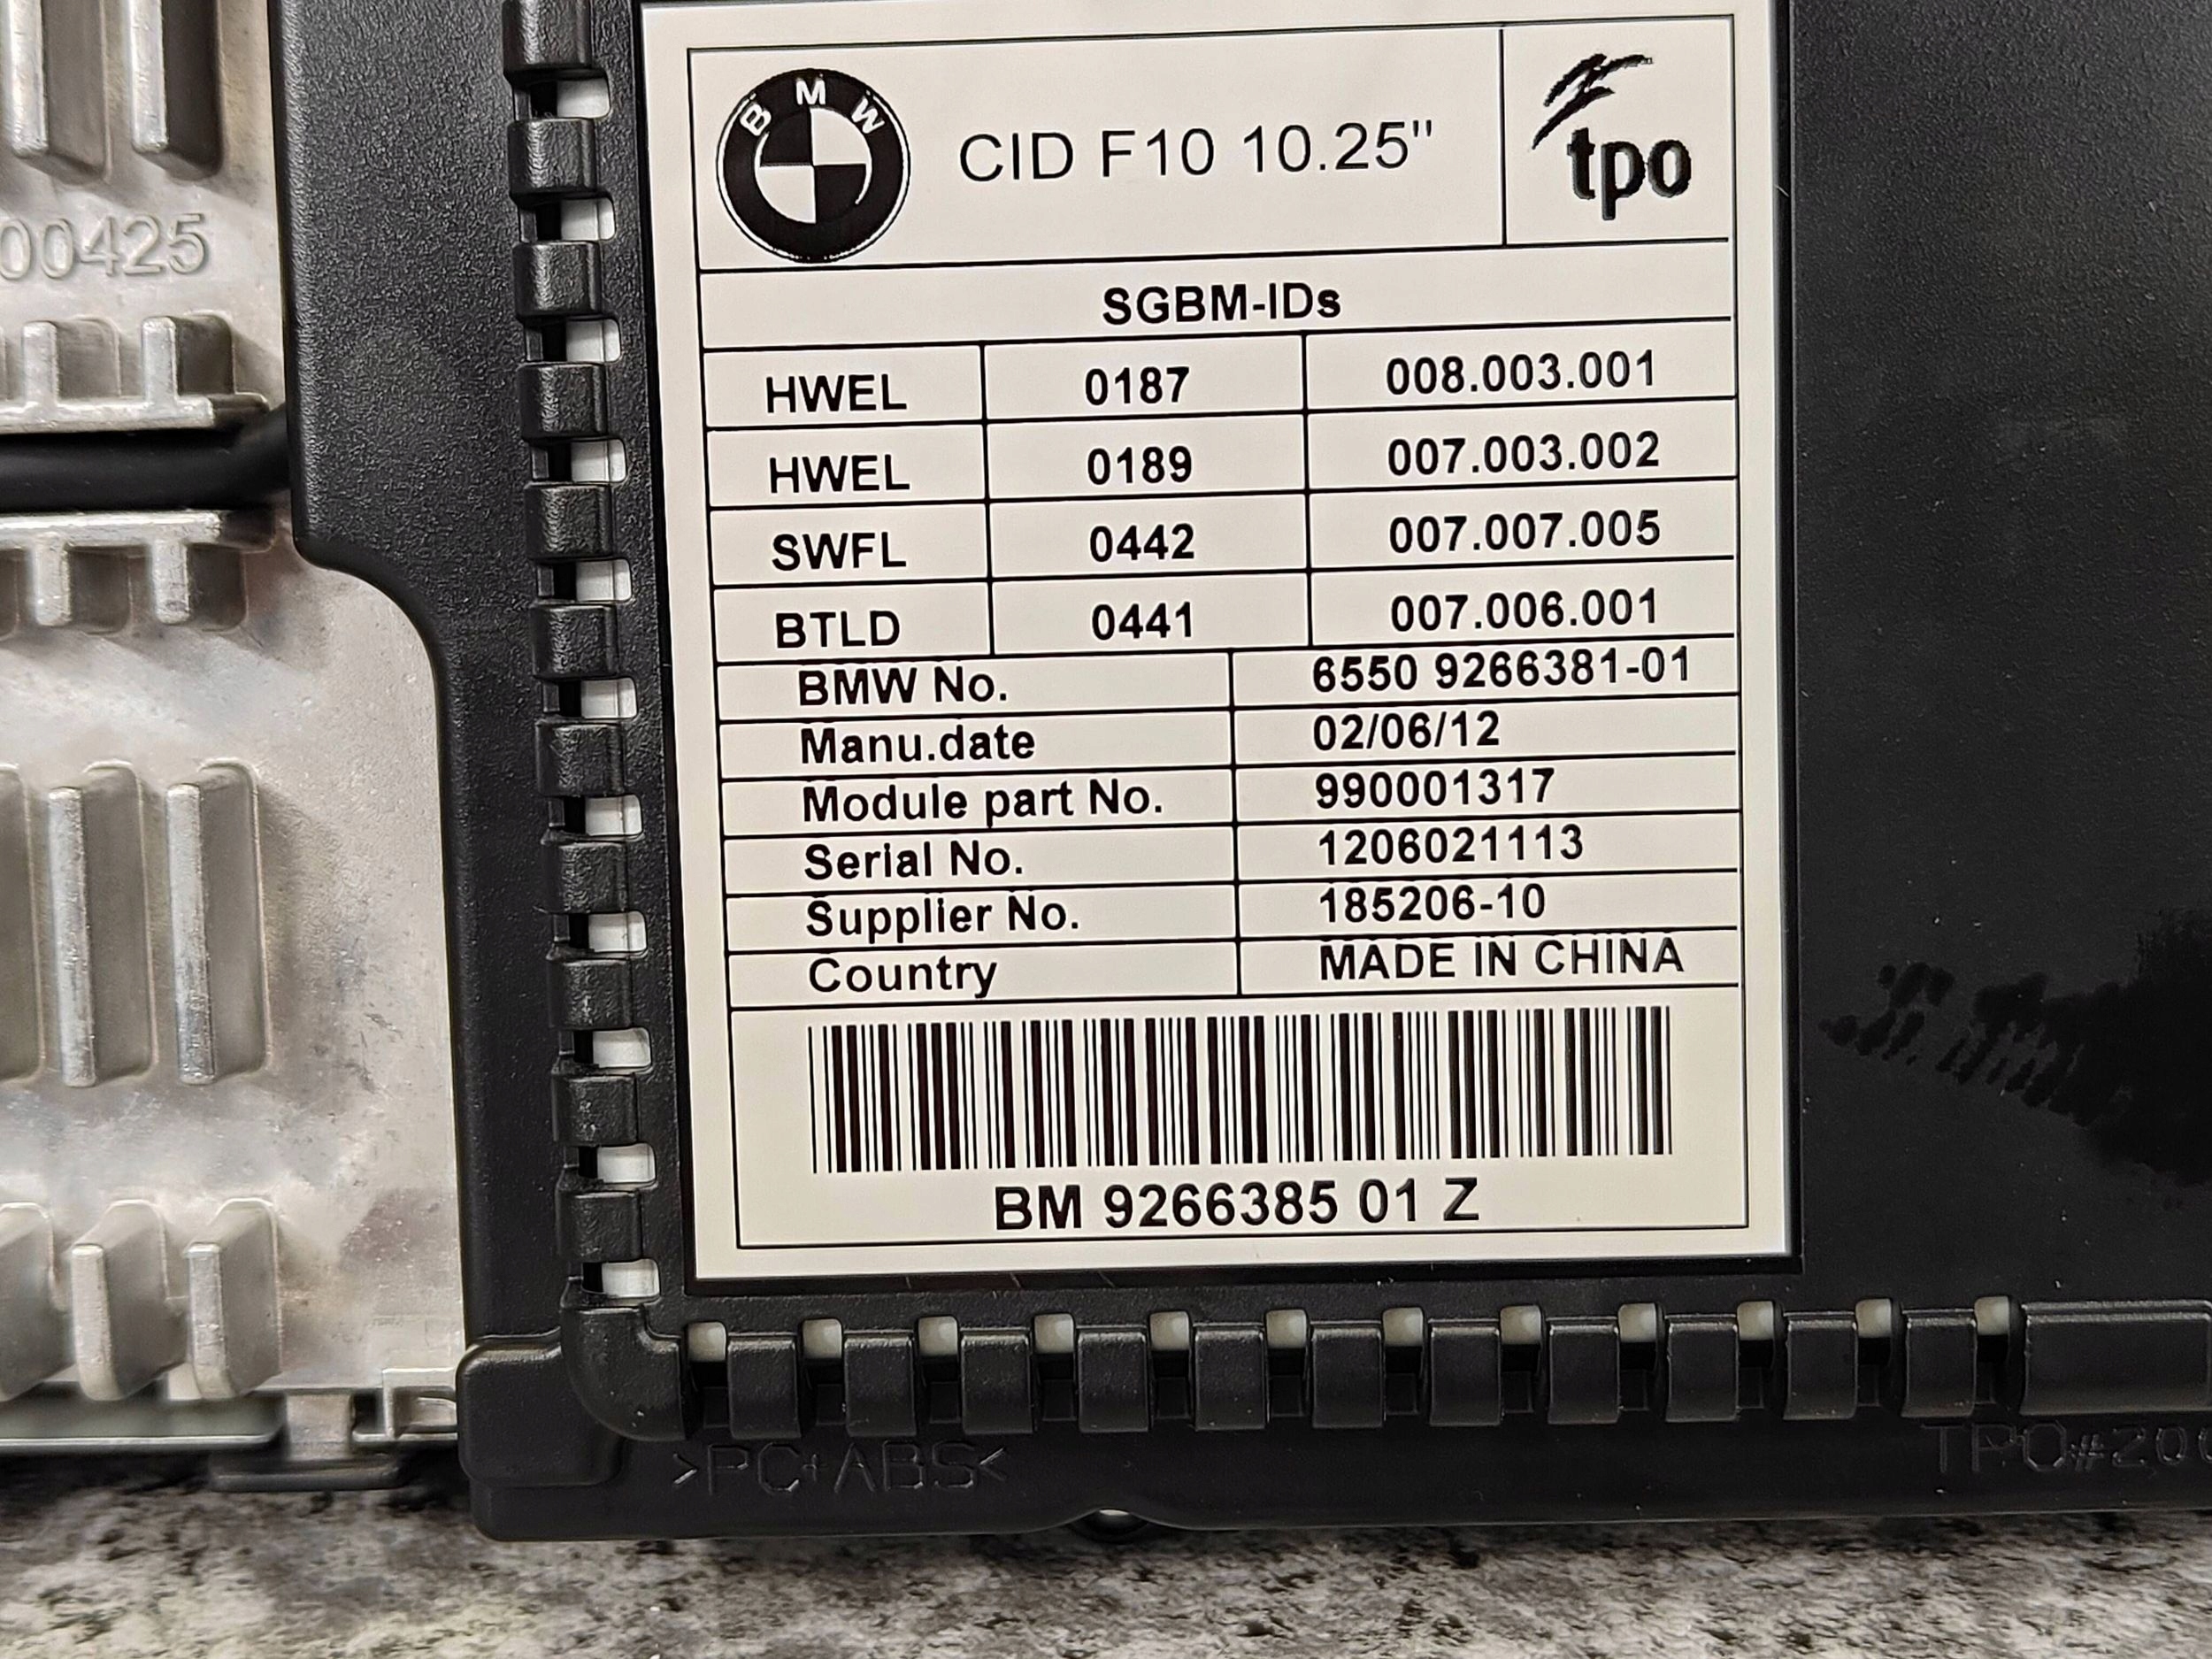 BMW
CID F10 10.25"
tpo
00425
SGBM-IDs
HWEL 0187 008.003.001
HWEL 0189 007.003.002
SWFL 0442 007.007.005
BTLD 0441 007.006.001
BMW No. 6550 9266381-01
Manu.date 02/06/12
Module part No. 990001317
Serial No. 1206021113
Supplier No. 185206-10
Country MADE IN CHINA
BM 9266385 01 Z
>PC+ABS<
TPO#20